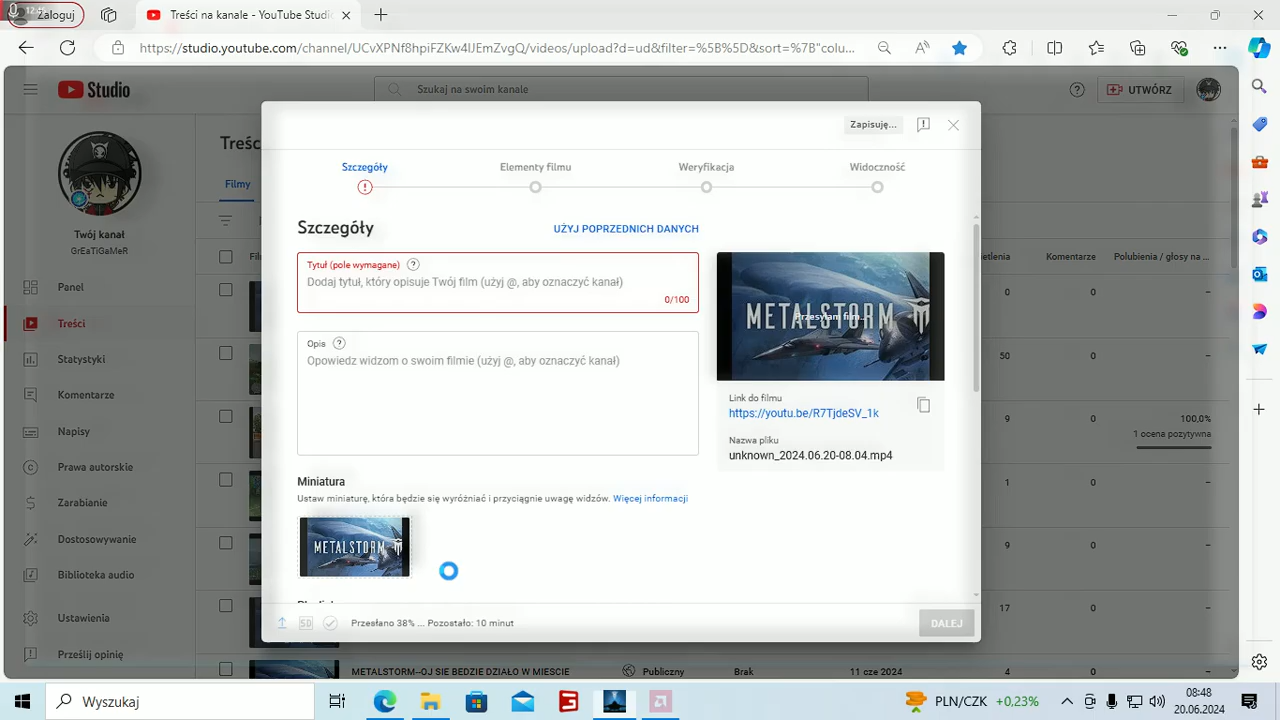 Zaloguj
Treści na kanale - YouTube Studio
https://studio.youtube.com/channel/UCvXPNf8hpiFZKw4lJEmZvgQ/videos/upload?d=ud&filter=%5B%5D&sort=%7B"colu...
Studio
Szukaj na swoim kanale
UTWÓRZ
Zapisuję...
Treśc
Filmy
Twój kanał
GrEaTiGaMeR
Panel
Treści
Statystyki
Komentarze
Napisy
Prawa autorskie
Zarabianie
Dostosowywanie
Biblioteka audio
Ustawienia
Prześlij opinię
Szczegóły
Elementy filmu
Weryfikacja
Widoczność
Szczegóły
UŻYJ POPRZEDNICH DANYCH
Tytuł (pole wymagane)
Dodaj tytuł, który opisuje Twój film (użyj @, aby oznaczyć kanał)
0/100
Opis
Opowiedz widzom o swoim filmie (użyj @, aby oznaczyć kanał)
METALSTORM
Przesyłam film...
Link do filmu
https://youtu.be/R7TjdeSV_1k
Nazwa pliku
unknown_2024.06.20-08.04.mp4
Miniatura
Ustaw miniaturę, która będzie się wyróżniać i przyciągnie uwagę widzów. Więcej informacji
METALSTORM
SD
Przesłano 38% ... Pozostało: 10 minut
DALEJ
etlenia
Komentarze
Polubienia / głosy na ...
0
0
–
50
0
–
9
0
100,0%
1 ocena pozytywna
1
0
–
9
0
–
17
0
–
METALSTORM--OJ SIE BEDZIE DZIAŁO W MIESCIE
Publiczny
Brak
11 cze 2024
–
Wyszukaj
PLN/CZK
+0,23%
08:48
20.06.2024